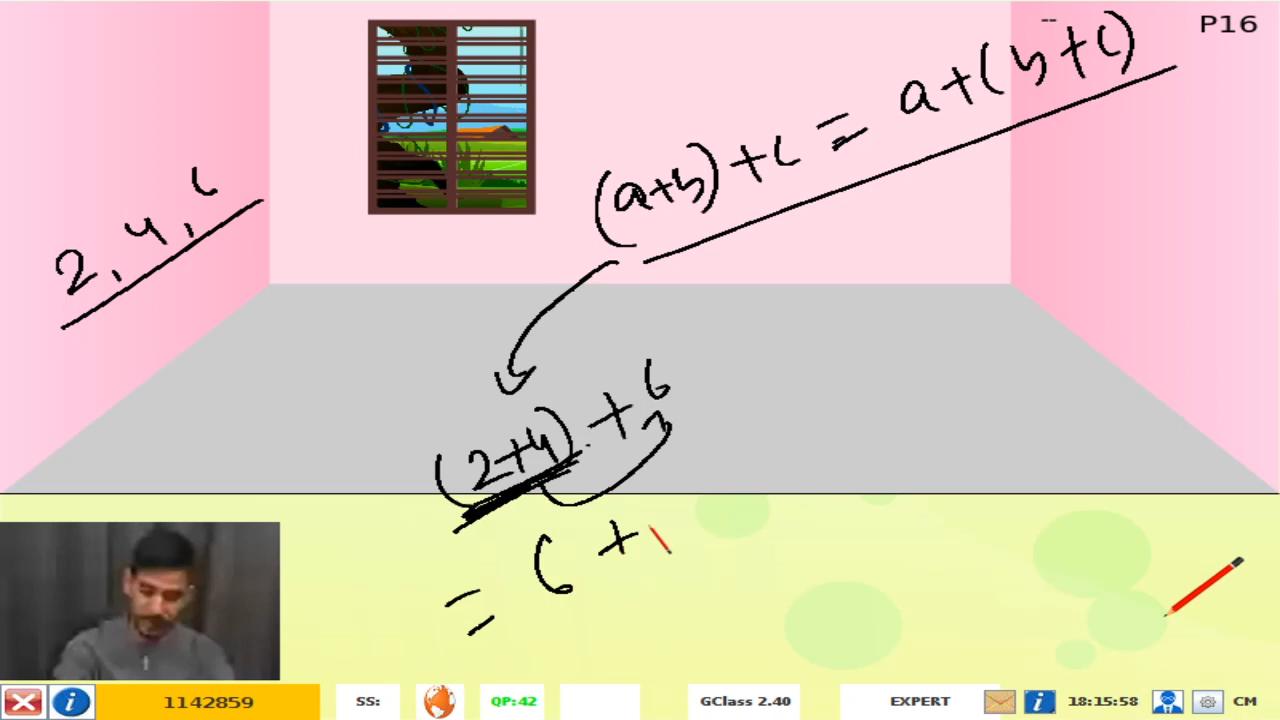 -- P16
(a+b)+c = a+(b+c)
2, 4, 6
(2+4) + 6
= 6 +
1142859 SS: QP:42 GClass 2.40 EXPERT 18:15:58 CM